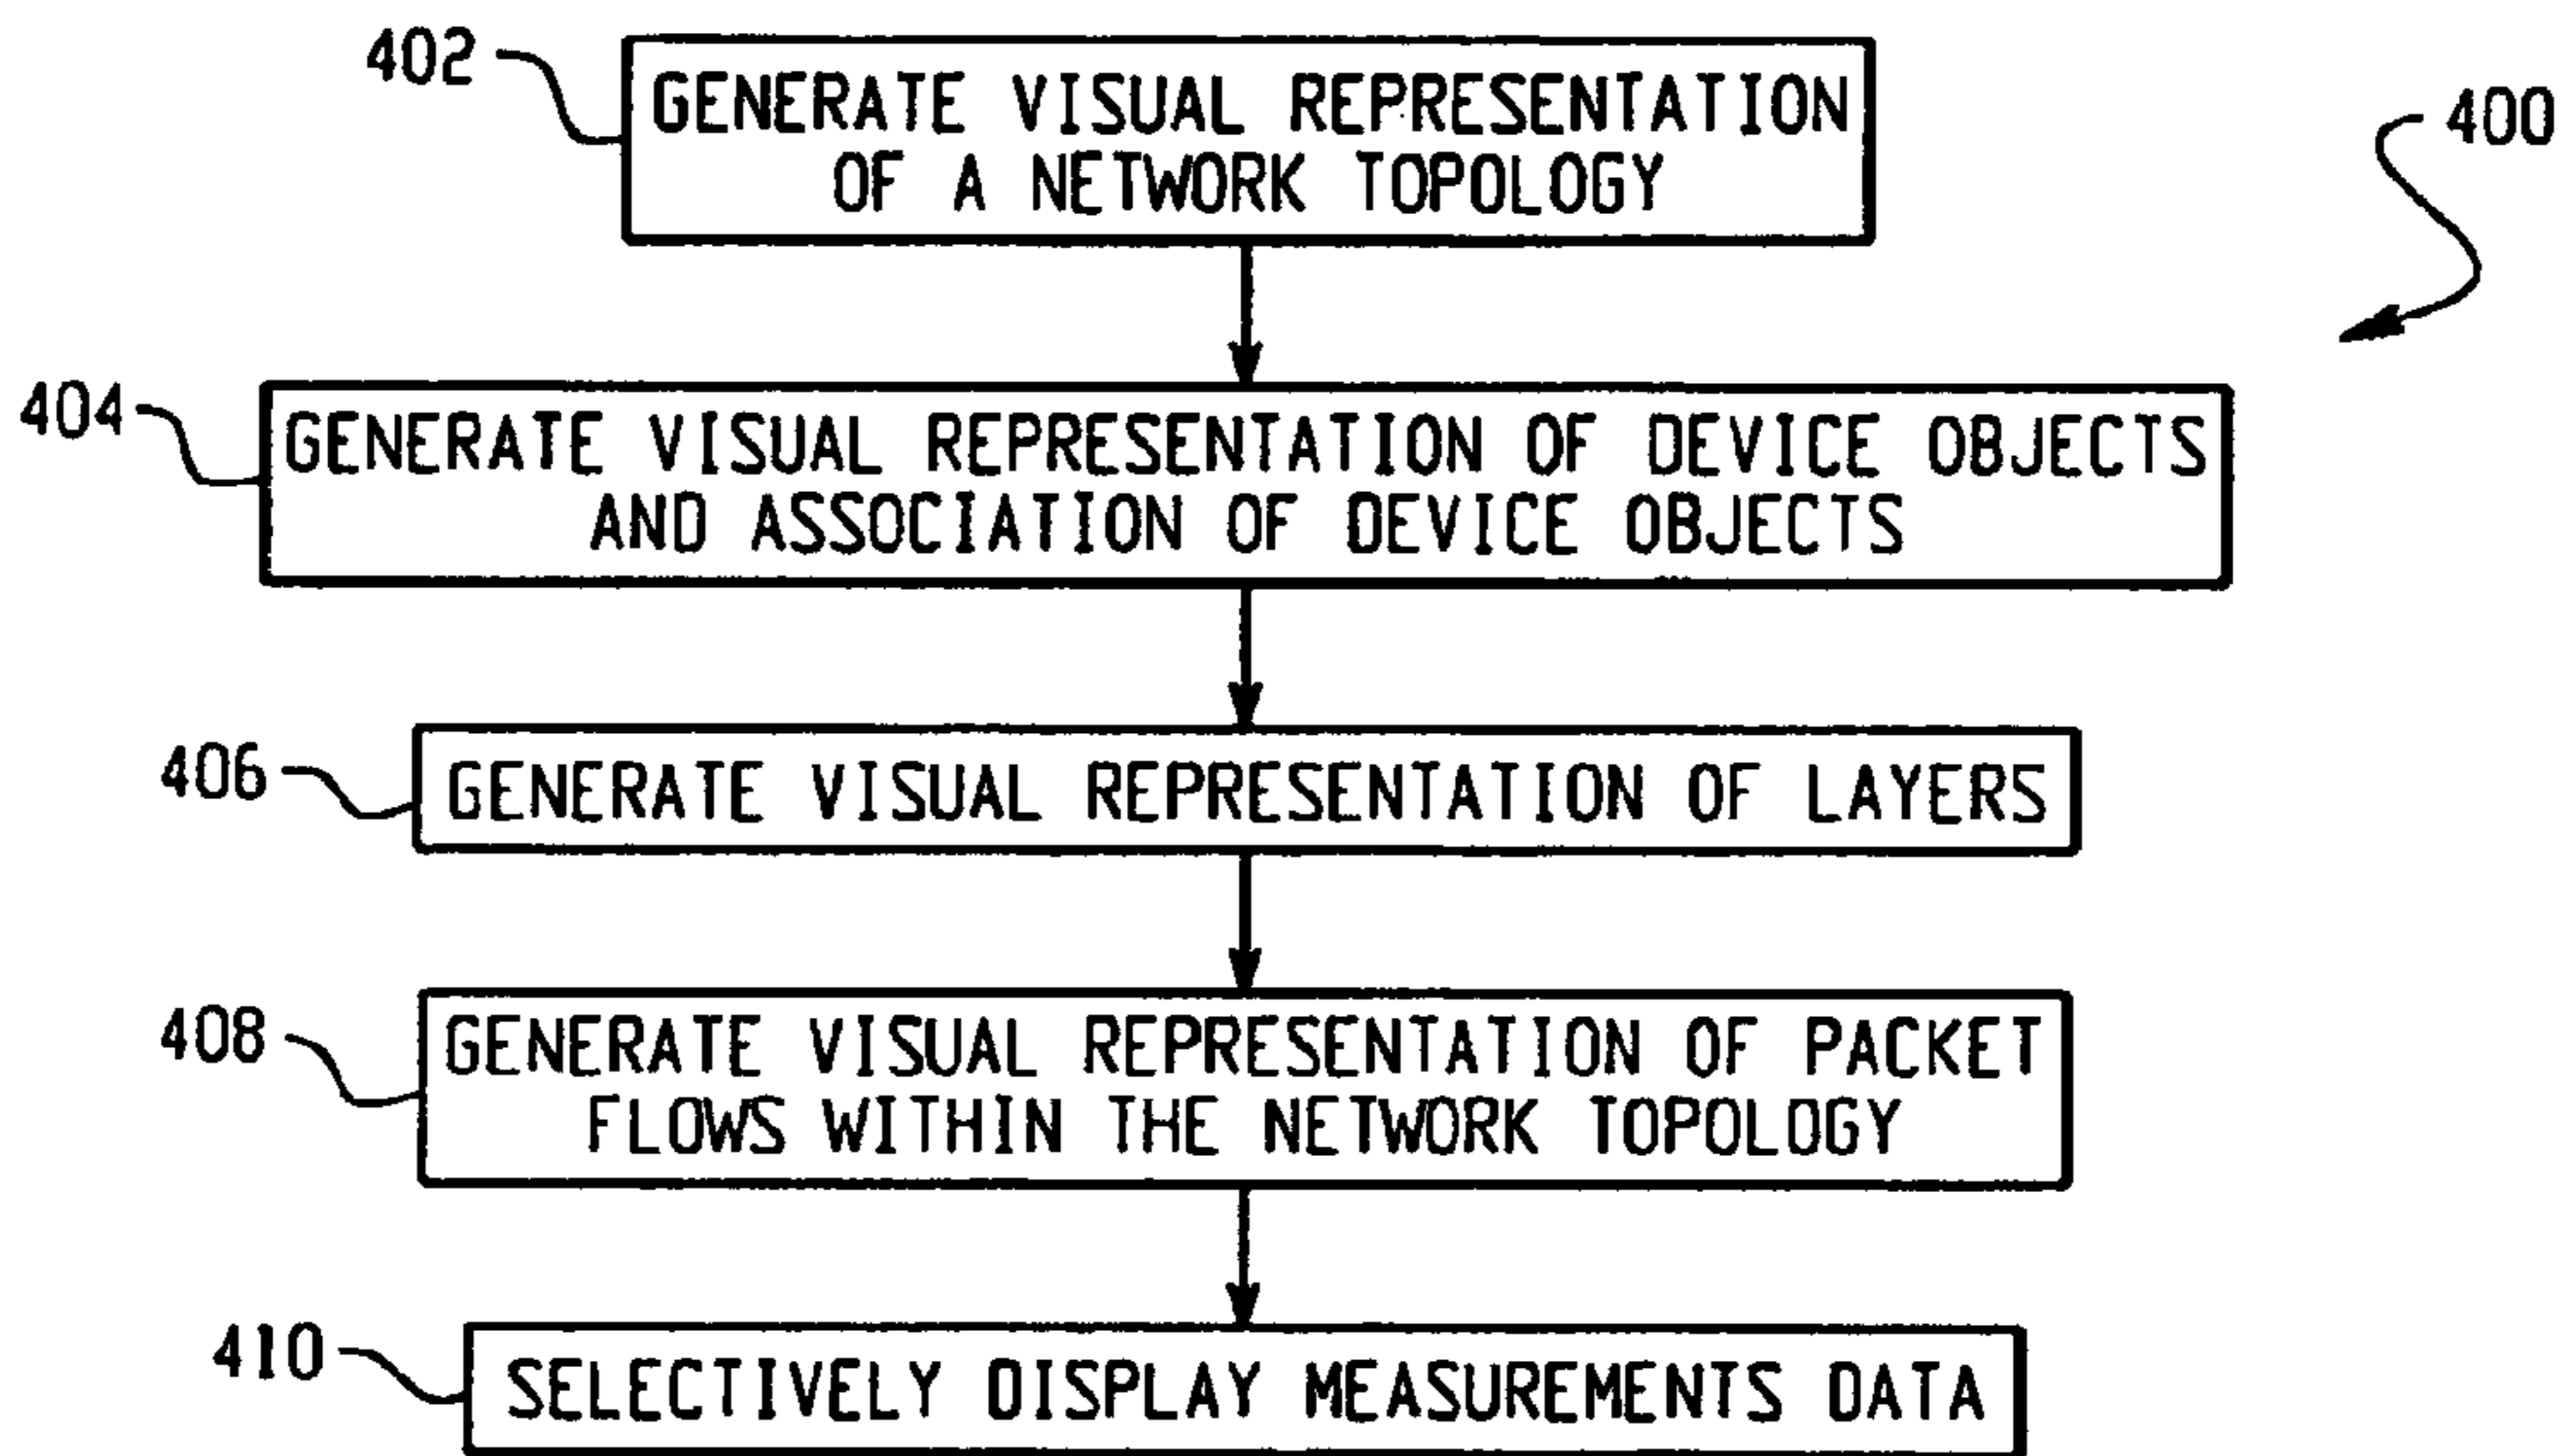 402
GENERATE VISUAL REPRESENTATION
OF A NETWORK TOPOLOGY
400
404
GENERATE VISUAL REPRESENTATION OF DEVICE OBJECTS
AND ASSOCIATION OF DEVICE OBJECTS
406
GENERATE VISUAL REPRESENTATION OF LAYERS
408
GENERATE VISUAL REPRESENTATION OF PACKET
FLOWS WITHIN THE NETWORK TOPOLOGY
410
SELECTIVELY DISPLAY MEASUREMENTS DATA